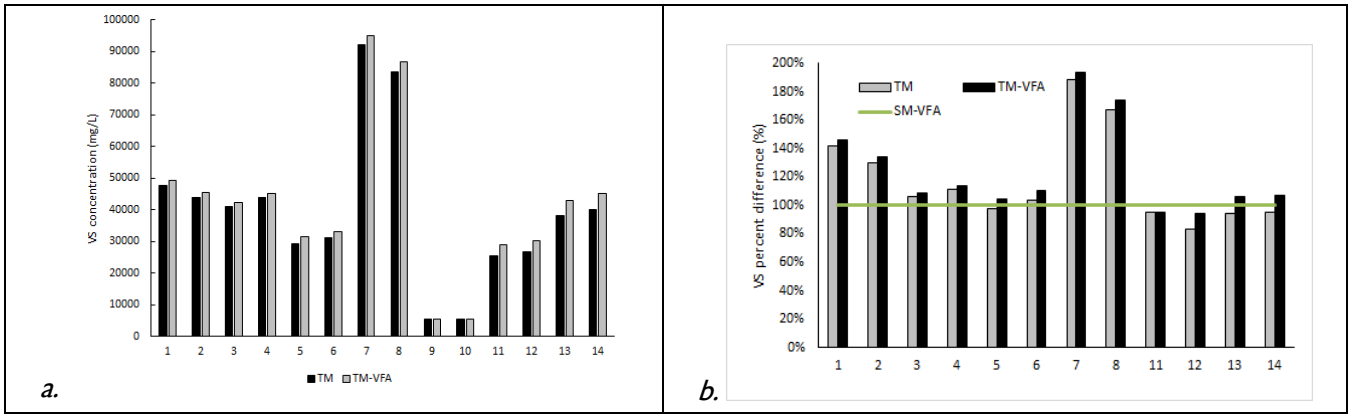 VS concentration (mg/L)
100000
90000
80000
70000
60000
50000
40000
30000
20000
10000
0
1 2 3 4 5 6 7 8 9 10 11 12 13 14
TM TM-VFA
a.
VS percent difference (%)
200%
180%
160%
140%
120%
100%
80%
60%
40%
20%
0%
TM TM-VFA
SM-VFA
1 2 3 4 5 6 7 8 11 12 13 14
b.